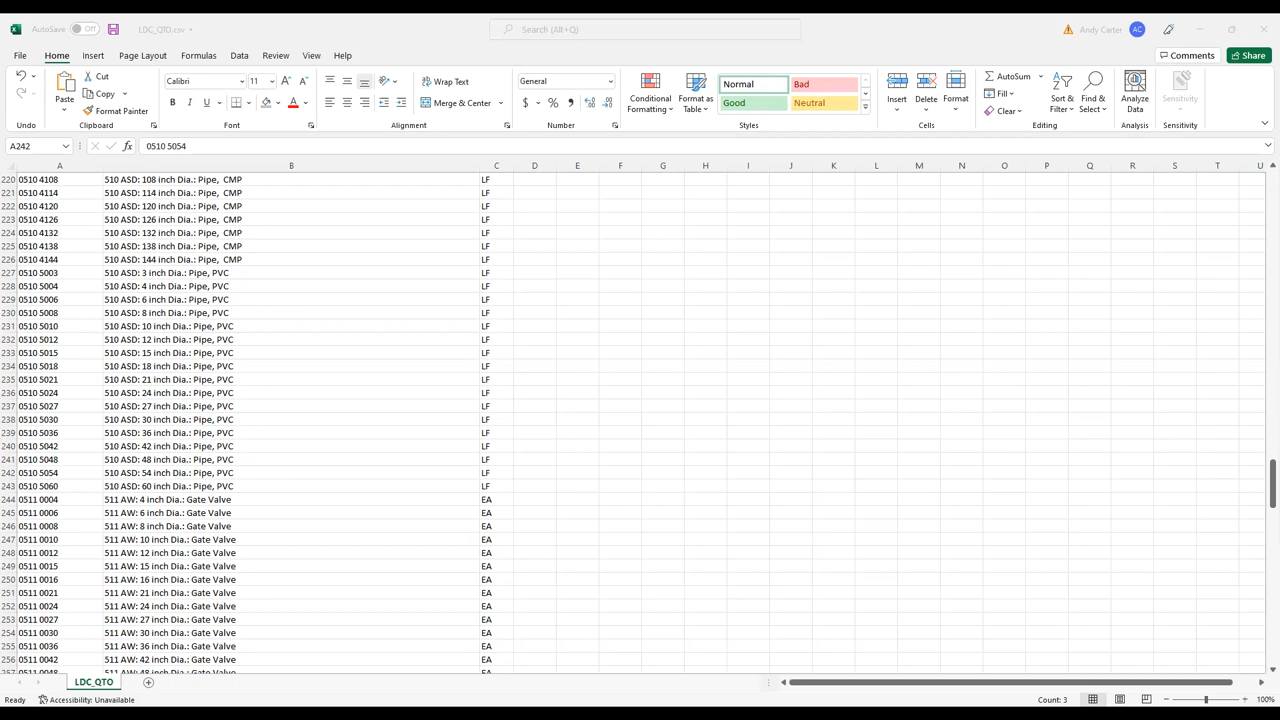 AutoSave Off LDC_QTO.csv Search (Alt+Q) Andy Carter AC
File Home Insert Page Layout Formulas Data Review View Help Comments Share
Cut Calibri 11 Wrap Text General Normal Bad AutoSum
Paste Copy Conditional Formatting Format as Table Insert Delete Format Fill Sort & Filter Find & Select Analyze Data Sensitivity
Format Painter B I U A Merge & Center $ % Good Neutral Clear
Undo Clipboard Font Alignment Number Styles Cells Editing Analysis Sensitivity
A242 fx 0510 5054
A B C D E F G H I J K L M N O P Q R S T U
220 0510 4108 510 ASD: 108 inch Dia.: Pipe, CMP LF
221 0510 4114 510 ASD: 114 inch Dia.: Pipe, CMP LF
222 0510 4120 510 ASD: 120 inch Dia.: Pipe, CMP LF
223 0510 4126 510 ASD: 126 inch Dia.: Pipe, CMP LF
224 0510 4132 510 ASD: 132 inch Dia.: Pipe, CMP LF
225 0510 4138 510 ASD: 138 inch Dia.: Pipe, CMP LF
226 0510 4144 510 ASD: 144 inch Dia.: Pipe, CMP LF
227 0510 5003 510 ASD: 3 inch Dia.: Pipe, PVC LF
228 0510 5004 510 ASD: 4 inch Dia.: Pipe, PVC LF
229 0510 5006 510 ASD: 6 inch Dia.: Pipe, PVC LF
230 0510 5008 510 ASD: 8 inch Dia.: Pipe, PVC LF
231 0510 5010 510 ASD: 10 inch Dia.: Pipe, PVC LF
232 0510 5012 510 ASD: 12 inch Dia.: Pipe, PVC LF
233 0510 5015 510 ASD: 15 inch Dia.: Pipe, PVC LF
234 0510 5018 510 ASD: 18 inch Dia.: Pipe, PVC LF
235 0510 5021 510 ASD: 21 inch Dia.: Pipe, PVC LF
236 0510 5024 510 ASD: 24 inch Dia.: Pipe, PVC LF
237 0510 5027 510 ASD: 27 inch Dia.: Pipe, PVC LF
238 0510 5030 510 ASD: 30 inch Dia.: Pipe, PVC LF
239 0510 5036 510 ASD: 36 inch Dia.: Pipe, PVC LF
240 0510 5042 510 ASD: 42 inch Dia.: Pipe, PVC LF
241 0510 5048 510 ASD: 48 inch Dia.: Pipe, PVC LF
242 0510 5054 510 ASD: 54 inch Dia.: Pipe, PVC LF
243 0510 5060 510 ASD: 60 inch Dia.: Pipe, PVC LF
244 0511 0004 511 AW: 4 inch Dia.: Gate Valve EA
245 0511 0006 511 AW: 6 inch Dia.: Gate Valve EA
246 0511 0008 511 AW: 8 inch Dia.: Gate Valve EA
247 0511 0010 511 AW: 10 inch Dia.: Gate Valve EA
248 0511 0012 511 AW: 12 inch Dia.: Gate Valve EA
249 0511 0015 511 AW: 15 inch Dia.: Gate Valve EA
250 0511 0016 511 AW: 16 inch Dia.: Gate Valve EA
251 0511 0021 511 AW: 21 inch Dia.: Gate Valve EA
252 0511 0024 511 AW: 24 inch Dia.: Gate Valve EA
253 0511 0027 511 AW: 27 inch Dia.: Gate Valve EA
254 0511 0030 511 AW: 30 inch Dia.: Gate Valve EA
255 0511 0036 511 AW: 36 inch Dia.: Gate Valve EA
256 0511 0042 511 AW: 42 inch Dia.: Gate Valve EA
257 0511 0048 511 AW: 48 inch Dia.: Gate Valve EA
LDC_QTO
Ready Accessibility: Unavailable Count: 3 100%